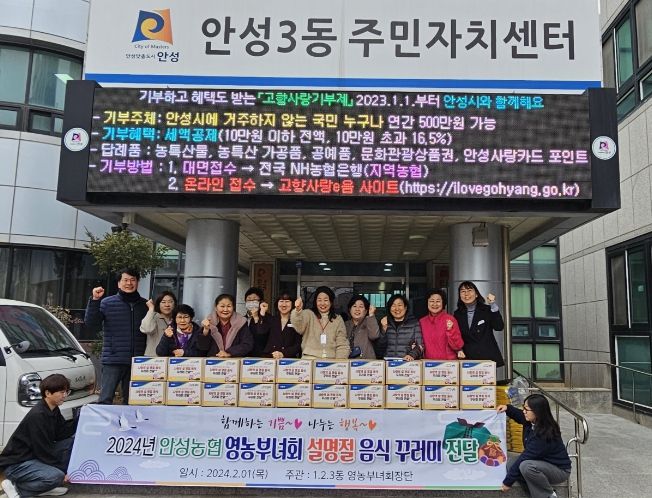 City of Masters
안성맞춤도시 안성
안성3동 주민자치센터
기부하고 혜택도 받는「고향사랑기부제」2023.1.1.부터 안성시와 함께해요
- 기부주체: 안성시에 거주하지 않는 국민 누구나 연간 500만원 가능
- 기부혜택: 세액공제(10만원 이하 전액, 10만원 초과 16.5%)
- 답례품: 농특산물, 농특산 가공품, 공예품, 문화관광상품권, 안성사랑카드 포인트
- 기부방법: 1. 대면접수 → 전국 NH농협은행(지역농협)
2. 온라인 접수 → 고향사랑e음 사이트(https://ilovegohyang.go.kr)
함께하는 기쁨~ 나누는 행복~
2024년 안성농협 영농부녀회 설명절 음식 꾸러미 전달
일시 : 2024.2.01(목) 주관 : 1.2.3동 영농부녀회장단